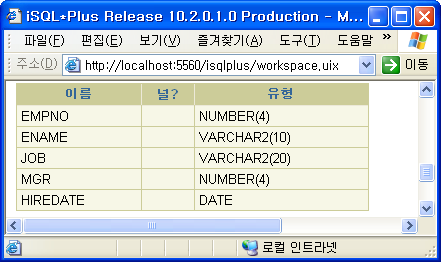 iSQL*Plus Release 10.2.0.1.0 Production - M...
파일(F) 편집(E) 보기(V) 즐겨찾기(A) 도구(T) 도움말 »
주소(D) http://localhost:5560/isqlplus/workspace.uix 이동
이름 널? 유형
EMPNO NUMBER(4)
ENAME VARCHAR2(10)
JOB VARCHAR2(20)
MGR NUMBER(4)
HIREDATE DATE
로컬 인트라넷